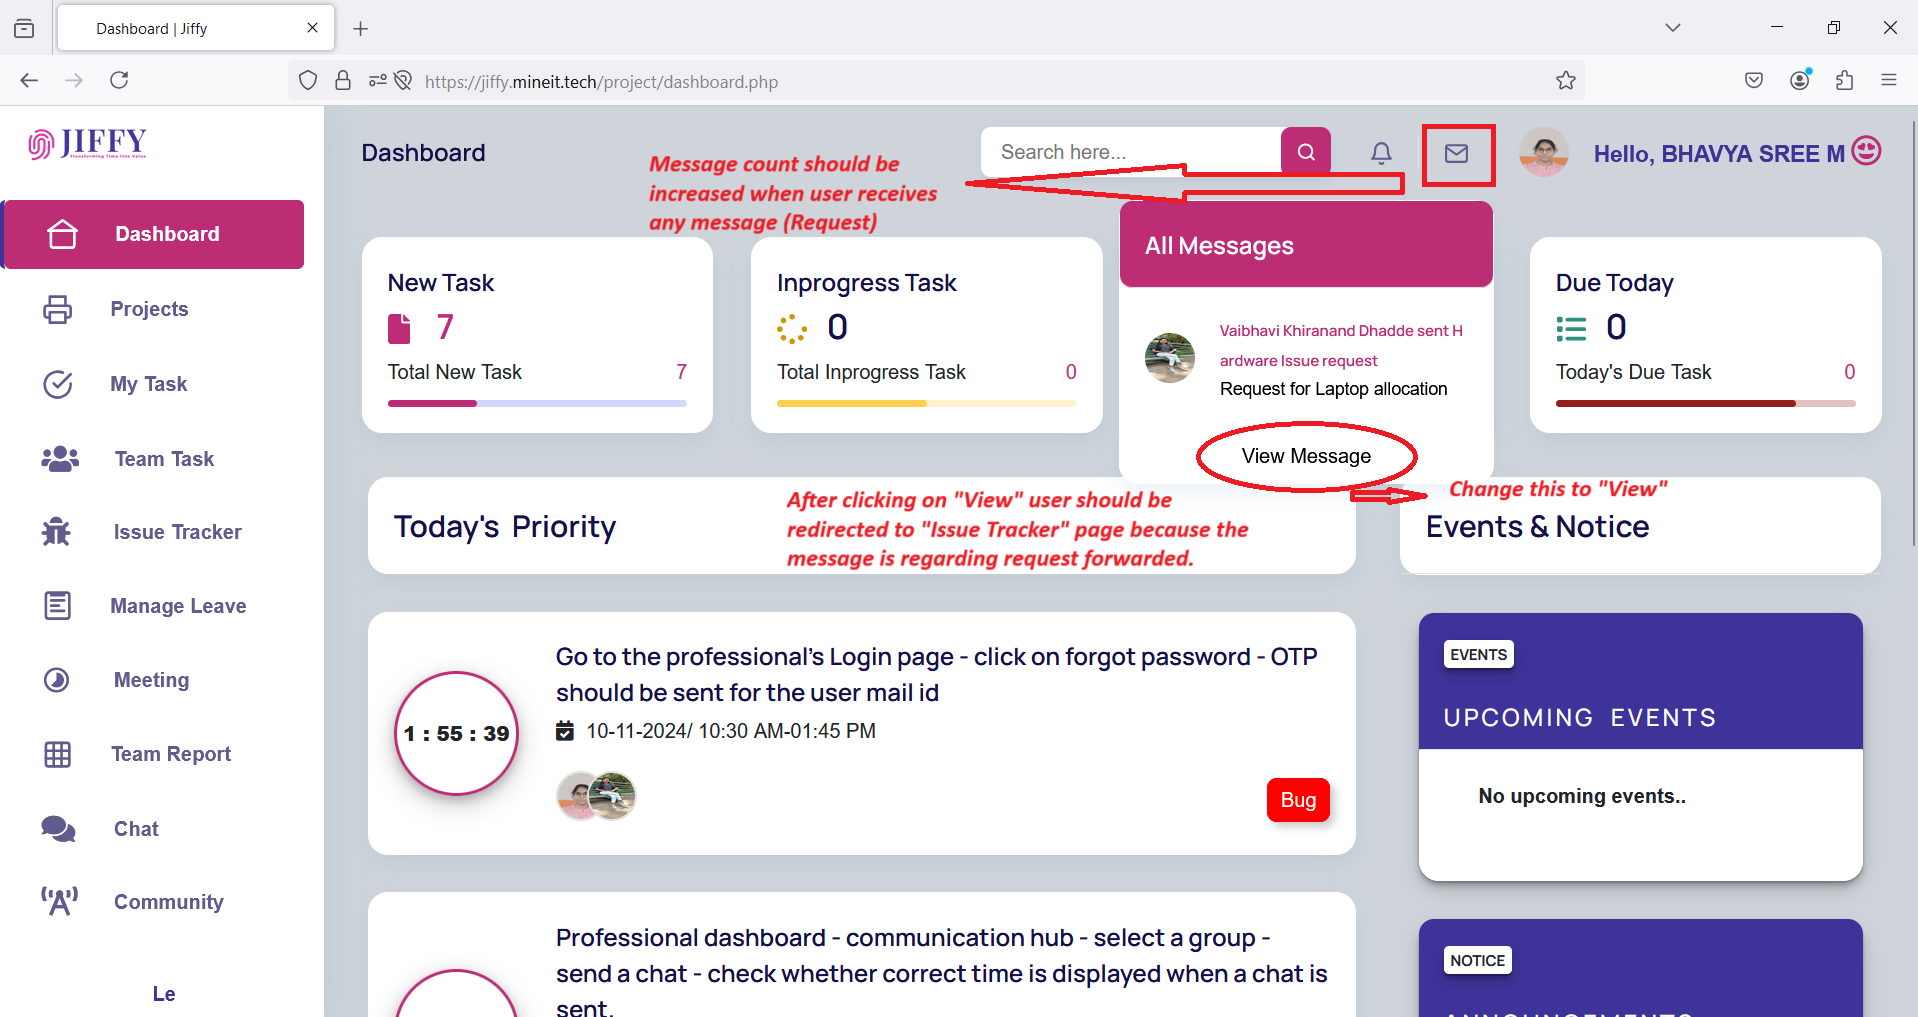 Dashboard | Jiffy
https://jiffy.mineit.tech/project/dashboard.php
JIFFY
Transforming Time Into Value
Dashboard
Search here...
Hello, BHAVYA SREE M
Message count should be
increased when user receives
any message (Request)
Dashboard
Projects
My Task
Team Task
Issue Tracker
Manage Leave
Meeting
Team Report
Chat
Community
Le
New Task
7
Total New Task 7
Inprogress Task
0
Total Inprogress Task 0
All Messages
Vaibhavi Khiranand Dhadde sent H
ardware Issue request
Request for Laptop allocation
View Message
Due Today
0
Today's Due Task 0
Change this to "View"
Today's Priority
After clicking on "View" user should be
redirected to "Issue Tracker" page because the
message is regarding request forwarded.
Events & Notice
Go to the professional's Login page - click on forgot password - OTP
should be sent for the user mail id
1 : 55 : 39
10-11-2024/ 10:30 AM-01:45 PM
Bug
EVENTS
UPCOMING EVENTS
No upcoming events..
Professional dashboard - communication hub - select a group -
send a chat - check whether correct time is displayed when a chat is
sent.
NOTICE
ANNOUNCEMENTS